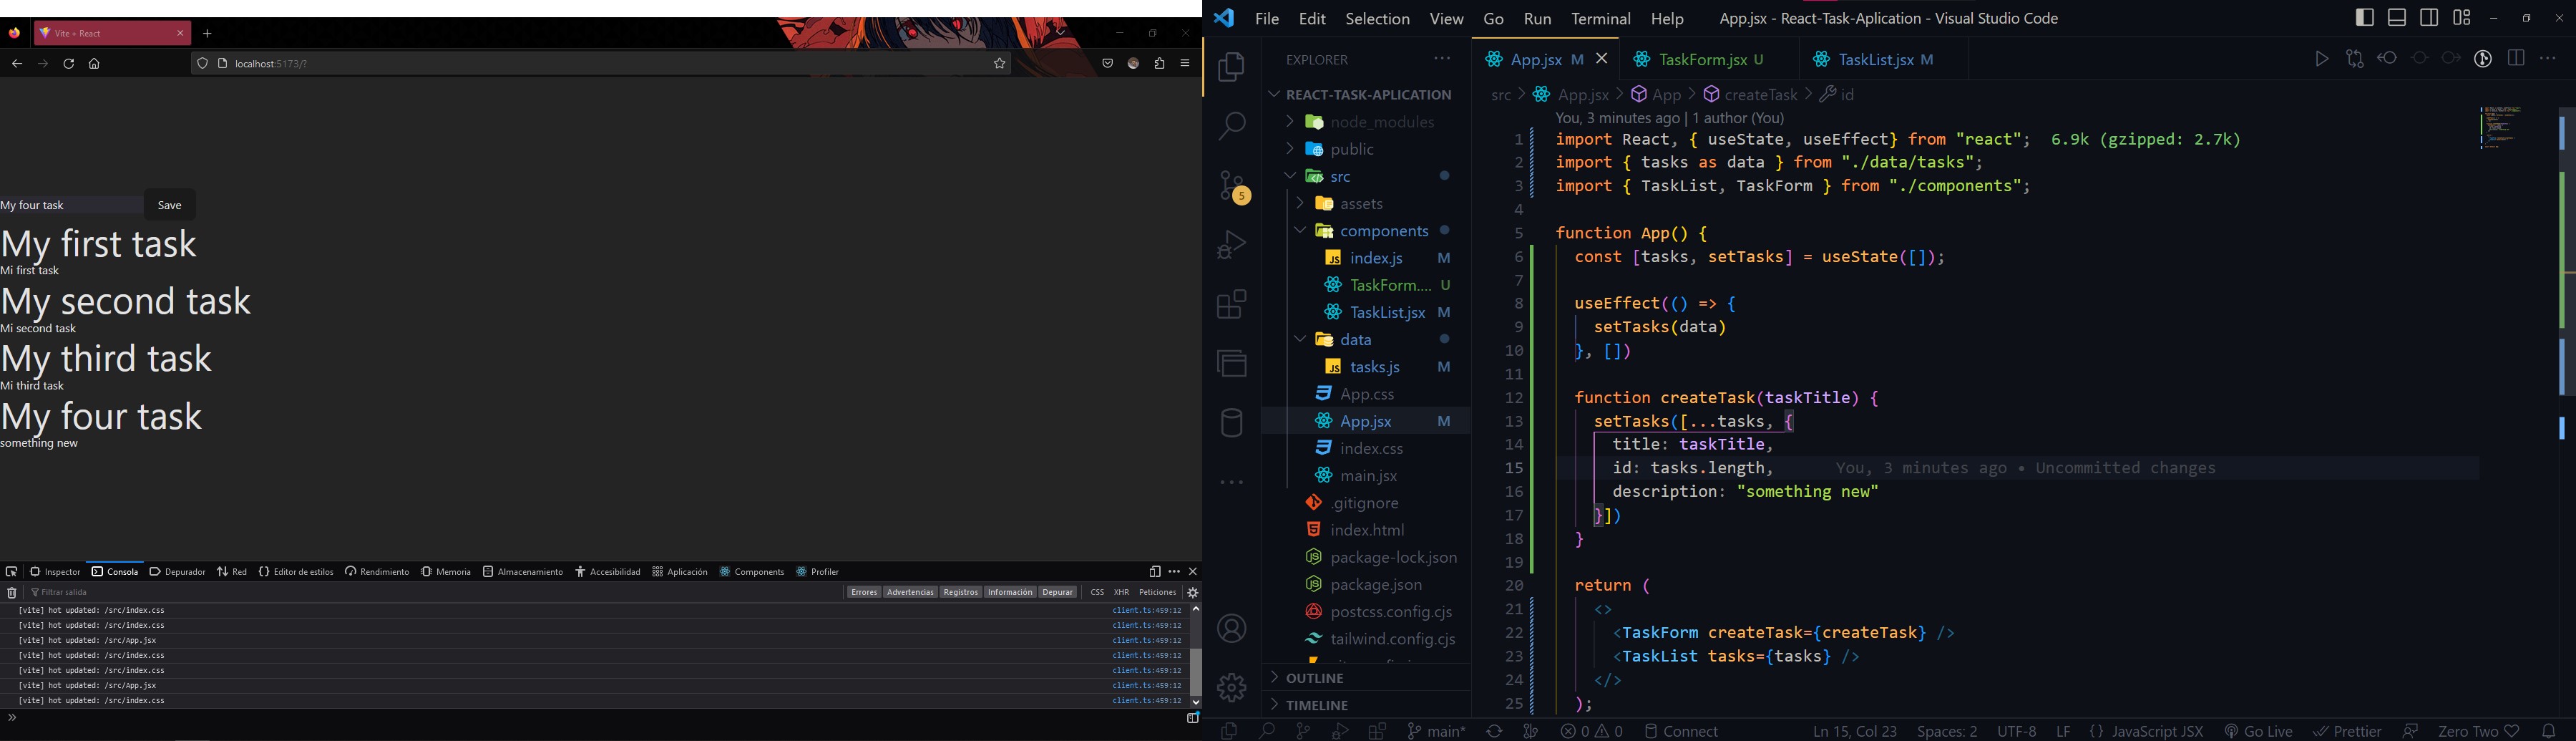 Vite + React
localhost:5173/?
My four task
Save
My first task
Mi first task
My second task
Mi second task
My third task
Mi third task
My four task
something new
Inspector Consola Depurador Red Editor de estilos Rendimiento Memoria Almacenamiento Accesibilidad Aplicación Components Profiler
Filtrar salida
Errores Advertencias Registros Información Depurar CSS XHR Peticiones
[vite] hot updated: /src/index.css client.ts:459:12
[vite] hot updated: /src/index.css client.ts:459:12
[vite] hot updated: /src/App.jsx client.ts:459:12
[vite] hot updated: /src/index.css client.ts:459:12
[vite] hot updated: /src/index.css client.ts:459:12
[vite] hot updated: /src/App.jsx client.ts:459:12
[vite] hot updated: /src/index.css client.ts:459:12
File Edit Selection View Go Run Terminal Help
App.jsx - React-Task-Aplication - Visual Studio Code
EXPLORER
REACT-TASK-APLICATION
node_modules
public
src
assets
components
index.js M
TaskForm.... U
TaskList.jsx M
data
tasks.js M
App.css
App.jsx M
index.css
main.jsx
.gitignore
index.html
package-lock.json
package.json
postcss.config.cjs
tailwind.config.cjs
OUTLINE
TIMELINE
5
App.jsx M
TaskForm.jsx U
TaskList.jsx M
src > App.jsx > App > createTask > id
You, 3 minutes ago | 1 author (You)
1 import React, { useState, useEffect} from "react"; 6.9k (gzipped: 2.7k)
2 import { tasks as data } from "./data/tasks";
3 import { TaskList, TaskForm } from "./components";
4
5 function App() {
6 const [tasks, setTasks] = useState([]);
7
8 useEffect(() => {
9 setTasks(data)
10 }, [])
11
12 function createTask(taskTitle) {
13 setTasks([...tasks, {
14 title: taskTitle,
15 id: tasks.length, You, 3 minutes ago • Uncommitted changes
16 description: "something new"
17 }])
18 }
19
20 return (
21 <>
22 <TaskForm createTask={createTask} />
23 <TaskList tasks={tasks} />
24 </>
25 );
main* 0 0 Connect
Ln 15, Col 23 Spaces: 2 UTF-8 LF {} JavaScript JSX Go Live Prettier Zero Two